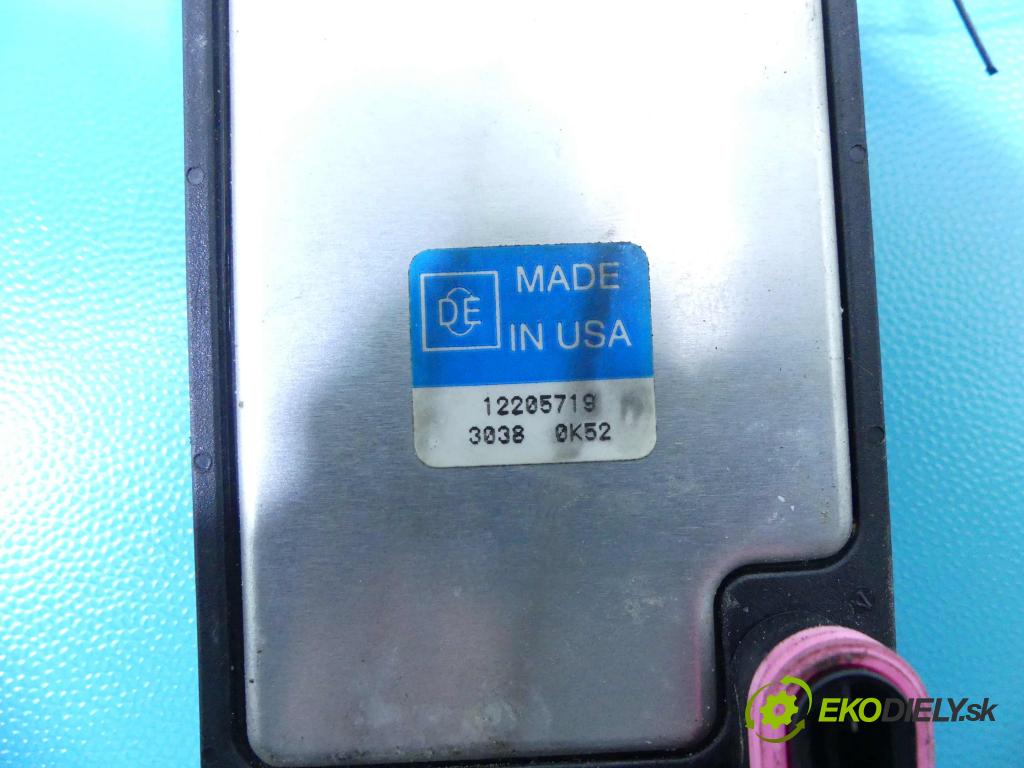 DE
MADE
IN USA
12205719
3038 0K52
EKODIELY.sk